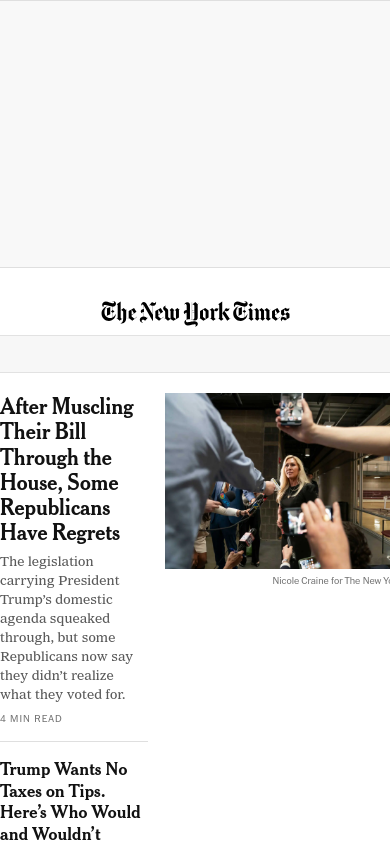 The New York Times
After Muscling
Their Bill
Through the
House, Some
Republicans
Have Regrets
The legislation
carrying President
Trump's domestic
agenda squeaked
through, but some
Republicans now say
they didn't realize
what they voted for.
4 MIN READ
Nicole Craine for The New Yo
Trump Wants No
Taxes on Tips.
Here's Who Would
and Wouldn't